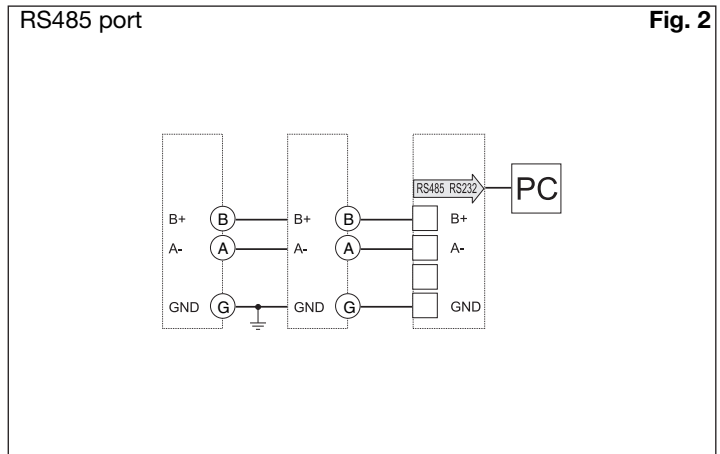 RS485 port Fig. 2
RS485 RS232 PC
B+ B B+ B B+
A- A A- A A-
GND G GND G GND